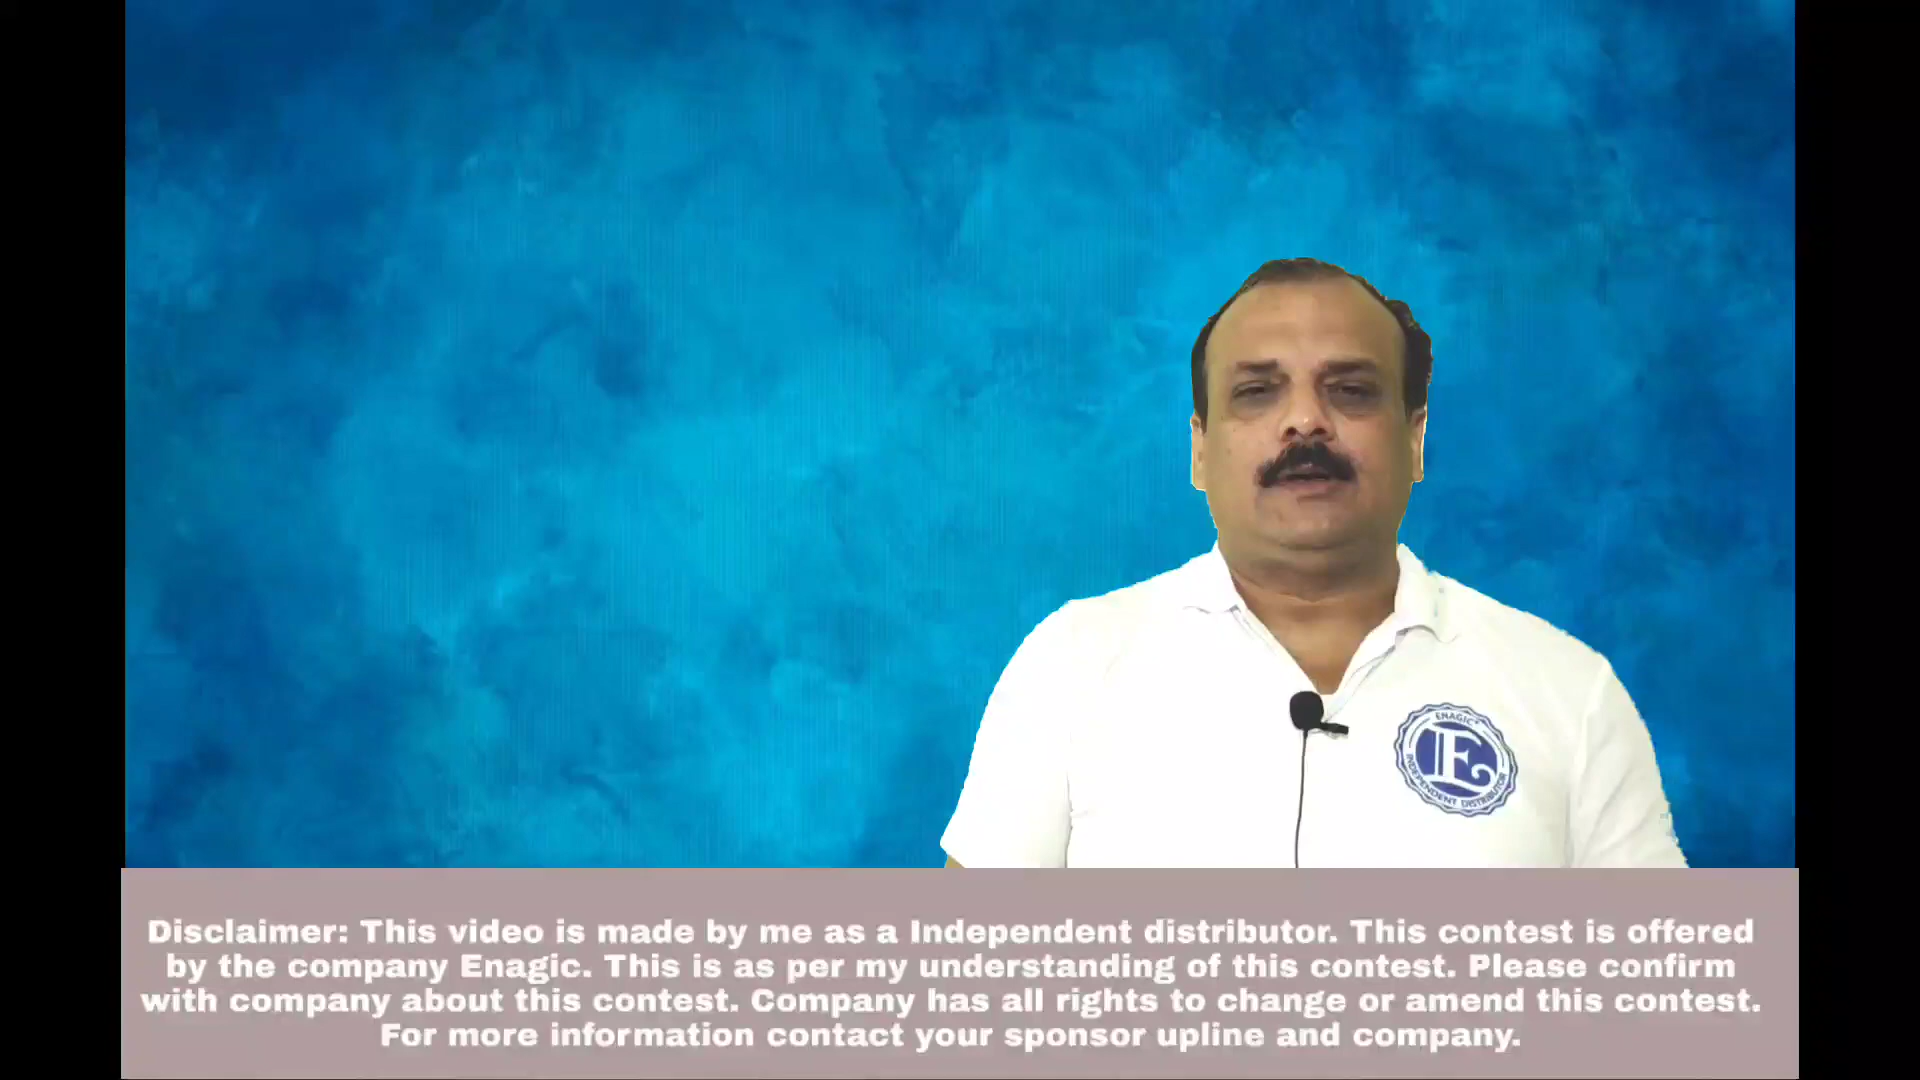 ENAGIC®
E
INDEPENDENT DISTRIBUTOR
Disclaimer: This video is made by me as a Independent distributor. This contest is offered
by the company Enagic. This is as per my understanding of this contest. Please confirm
with company about this contest. Company has all rights to change or amend this contest.
For more information contact your sponsor upline and company.